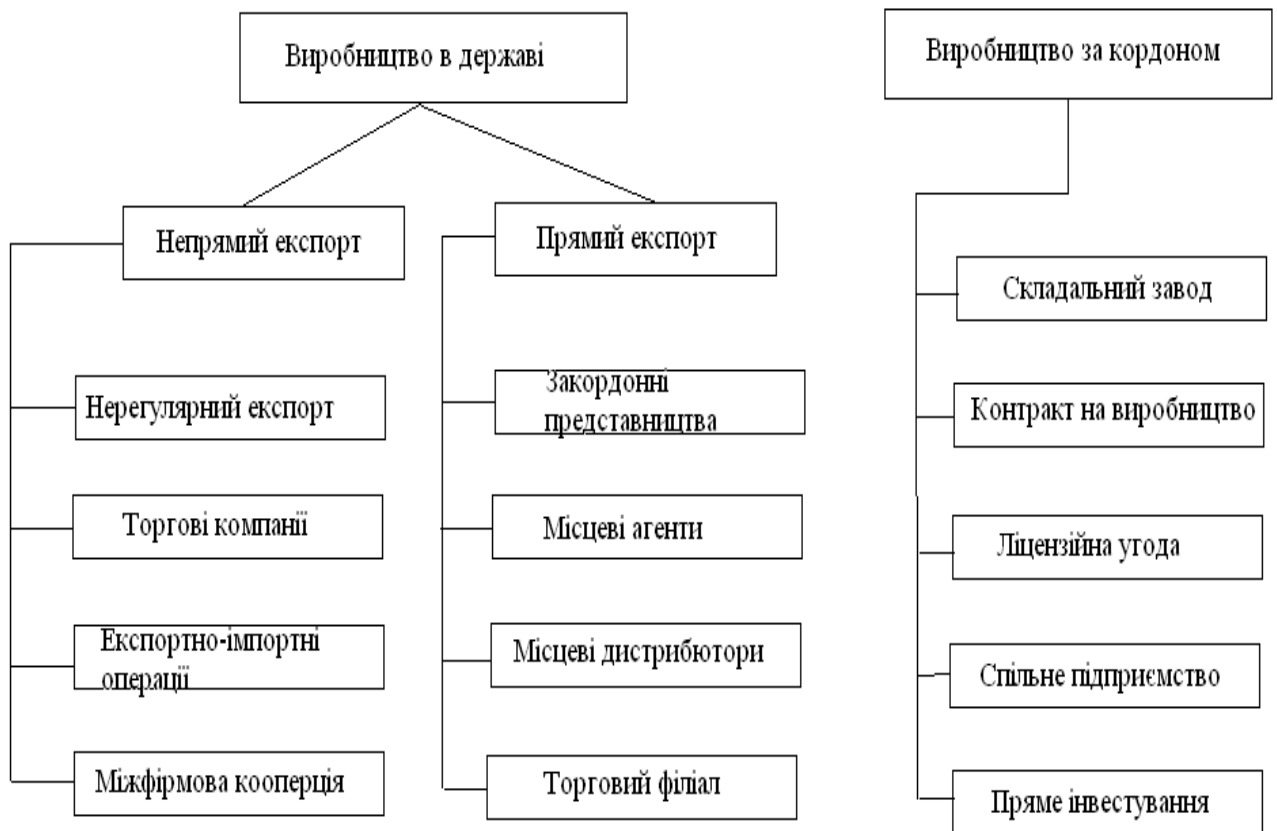 Виробництво в державі
Виробництво за кордоном
Непрямий експорт
Прямий експорт
Складальний завод
Нерегулярний експорт
Закордонні
представництва
Контракт на виробництво
Торгові компанії
Місцеві агенти
Ліцензійна угода
Експортно-імпортні
операції
Місцеві дистрибютори
Спільне підприємство
Міжфірмова кооперція
Торговий філіал
Пряме інвестування